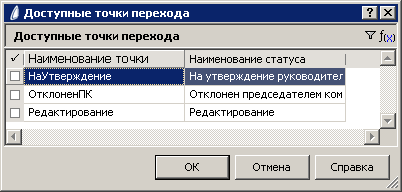 Доступные точки перехода
Доступные точки перехода f(x)
Наименование точки Наименование статуса
НаУтверждение На утверждение руководител
ОтклоненПК Отклонен председателем ком
Редактирование Редактирование
ОК Отмена Справка